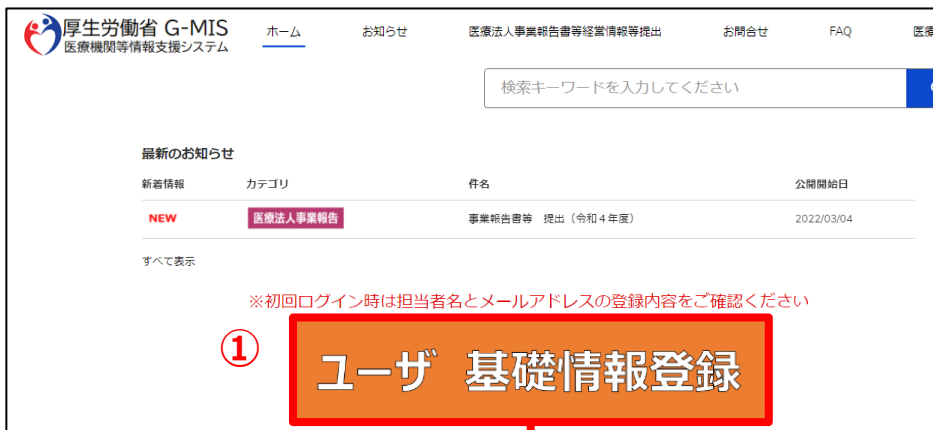 厚生労働省 G-MIS
医療機関等情報支援システム
ホーム お知らせ 医療法人事業報告書等経営情報等提出 お問合せ FAQ 医療
検索キーワードを入力してください
最新のお知らせ
新着情報 カテゴリ 件名 公開開始日
NEW 医療法人事業報告 事業報告書等 提出（令和４年度） 2022/03/04
すべて表示
※初回ログイン時は担当者名とメールアドレスの登録内容をご確認ください
①
ユーザ 基礎情報登録